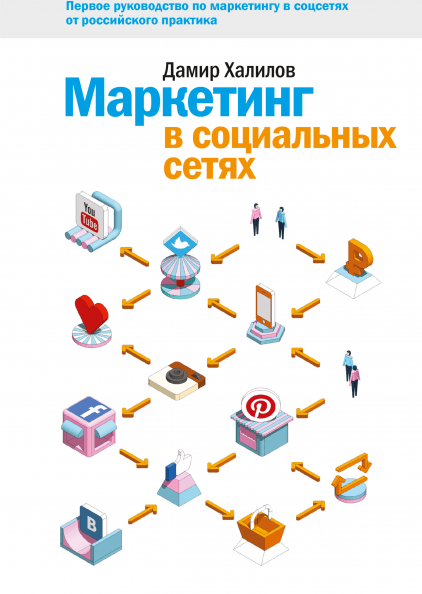 Первое руководство по маркетингу в соцсетях
от российского практика
Дамир Халилов
Маркетинг
в социальных
сетях
You
Tube
f
B